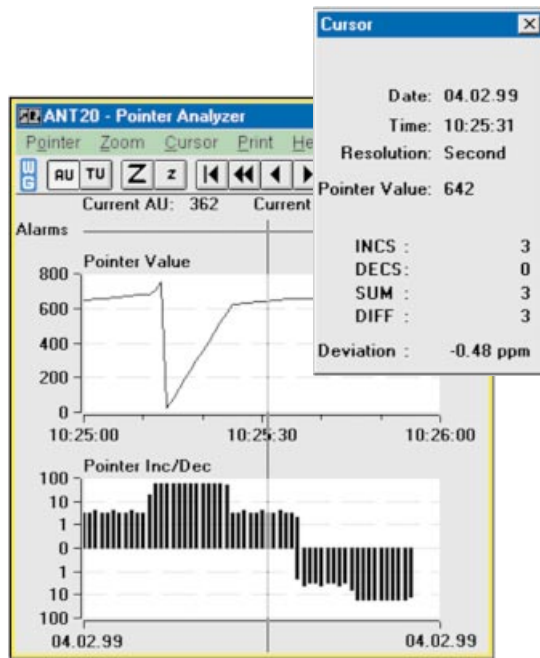 Cursor
Date: 04.02.99
Time: 10:25:31
Resolution: Second
Pointer Value: 642
INCS : 3
DECS: 0
SUM : 3
DIFF : 3
Deviation : -0.48 ppm
ANT20 - Pointer Analyzer
Pointer Zoom Cursor Print He
WG AU TU Z z
Current AU: 362 Current
Alarms
Pointer Value
800
600
400
200
0
10:25:00 10:25:30 10:26:00
Pointer Inc/Dec
100
10
1
0
1
10
100
04.02.99 04.02.99